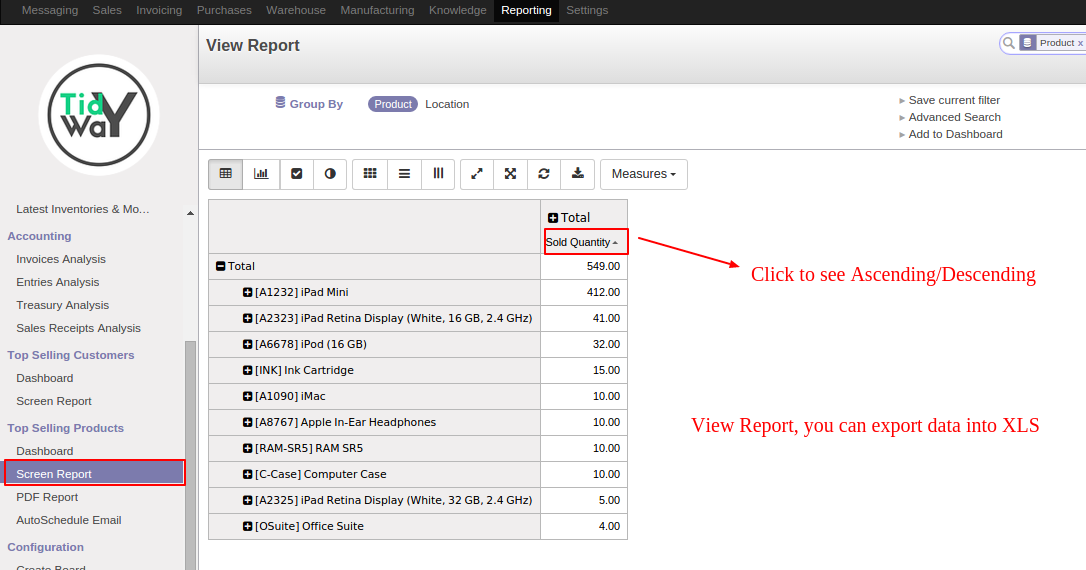 Messaging Sales Invoicing Purchases Warehouse Manufacturing Knowledge Reporting Settings
View Report
Product x
Tidy Way
Group By Product Location
Save current filter
Advanced Search
Add to Dashboard
Measures
Latest Inventories & Mo...
Accounting
Invoices Analysis
Entries Analysis
Treasury Analysis
Sales Receipts Analysis
Top Selling Customers
Dashboard
Screen Report
Top Selling Products
Dashboard
Screen Report
PDF Report
AutoSchedule Email
Configuration
Create Board
Total
Sold Quantity
Total 549.00
[A1232] iPad Mini 412.00
[A2323] iPad Retina Display (White, 16 GB, 2.4 GHz) 41.00
[A6678] iPod (16 GB) 32.00
[INK] Ink Cartridge 15.00
[A1090] iMac 10.00
[A8767] Apple In-Ear Headphones 10.00
[RAM-SR5] RAM SR5 10.00
[C-Case] Computer Case 10.00
[A2325] iPad Retina Display (White, 32 GB, 2.4 GHz) 5.00
[OSuite] Office Suite 4.00
Click to see Ascending/Descending
View Report, you can export data into XLS